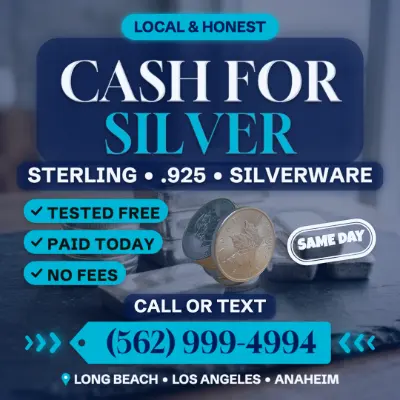 LOCAL & HONEST
CASH FOR
SILVER
STERLING • .925 • SILVERWARE
✓ TESTED FREE
✓ PAID TODAY
✓ NO FEES
SAME DAY
CALL OR TEXT
(562) 999-4994
LONG BEACH • LOS ANGELES • ANAHEIM